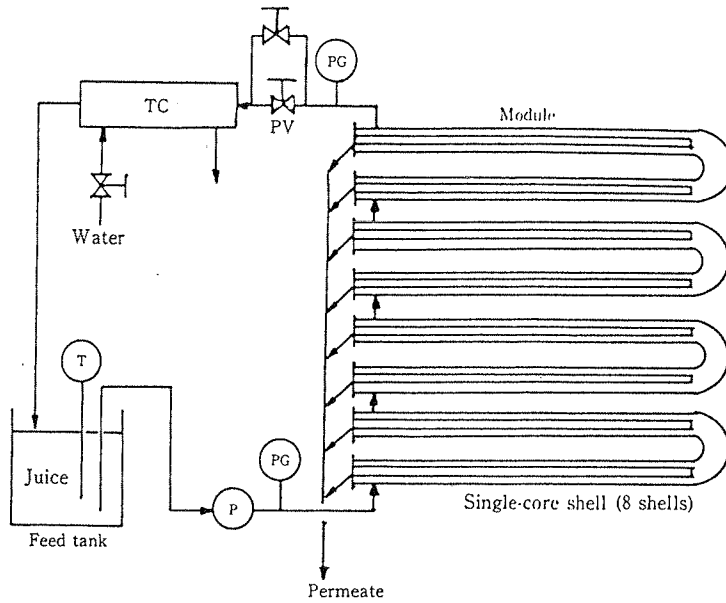 PG
TC
PV
Module
Water
T
PG
Juice
P
Single-core shell (8 shells)
Feed tank
Permeate